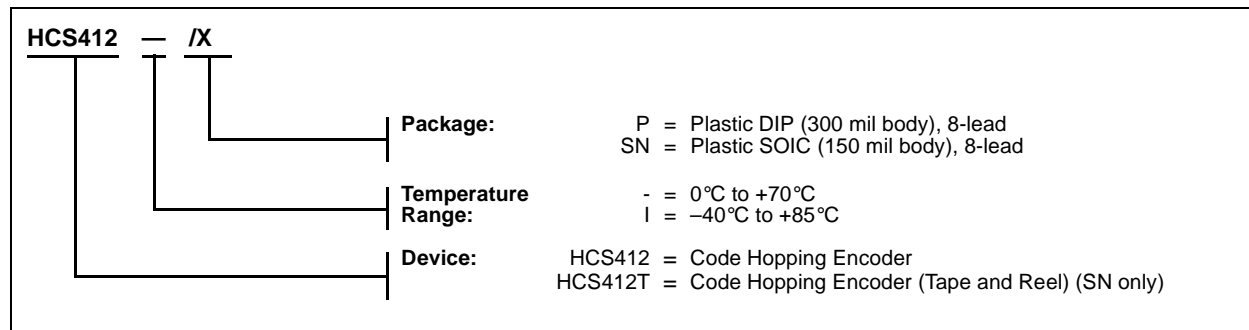 HCS412 — /X
Package: P = Plastic DIP (300 mil body), 8-lead
SN = Plastic SOIC (150 mil body), 8-lead
Temperature - = 0°C to +70°C
Range: I = –40°C to +85°C
Device: HCS412 = Code Hopping Encoder
HCS412T = Code Hopping Encoder (Tape and Reel) (SN only)